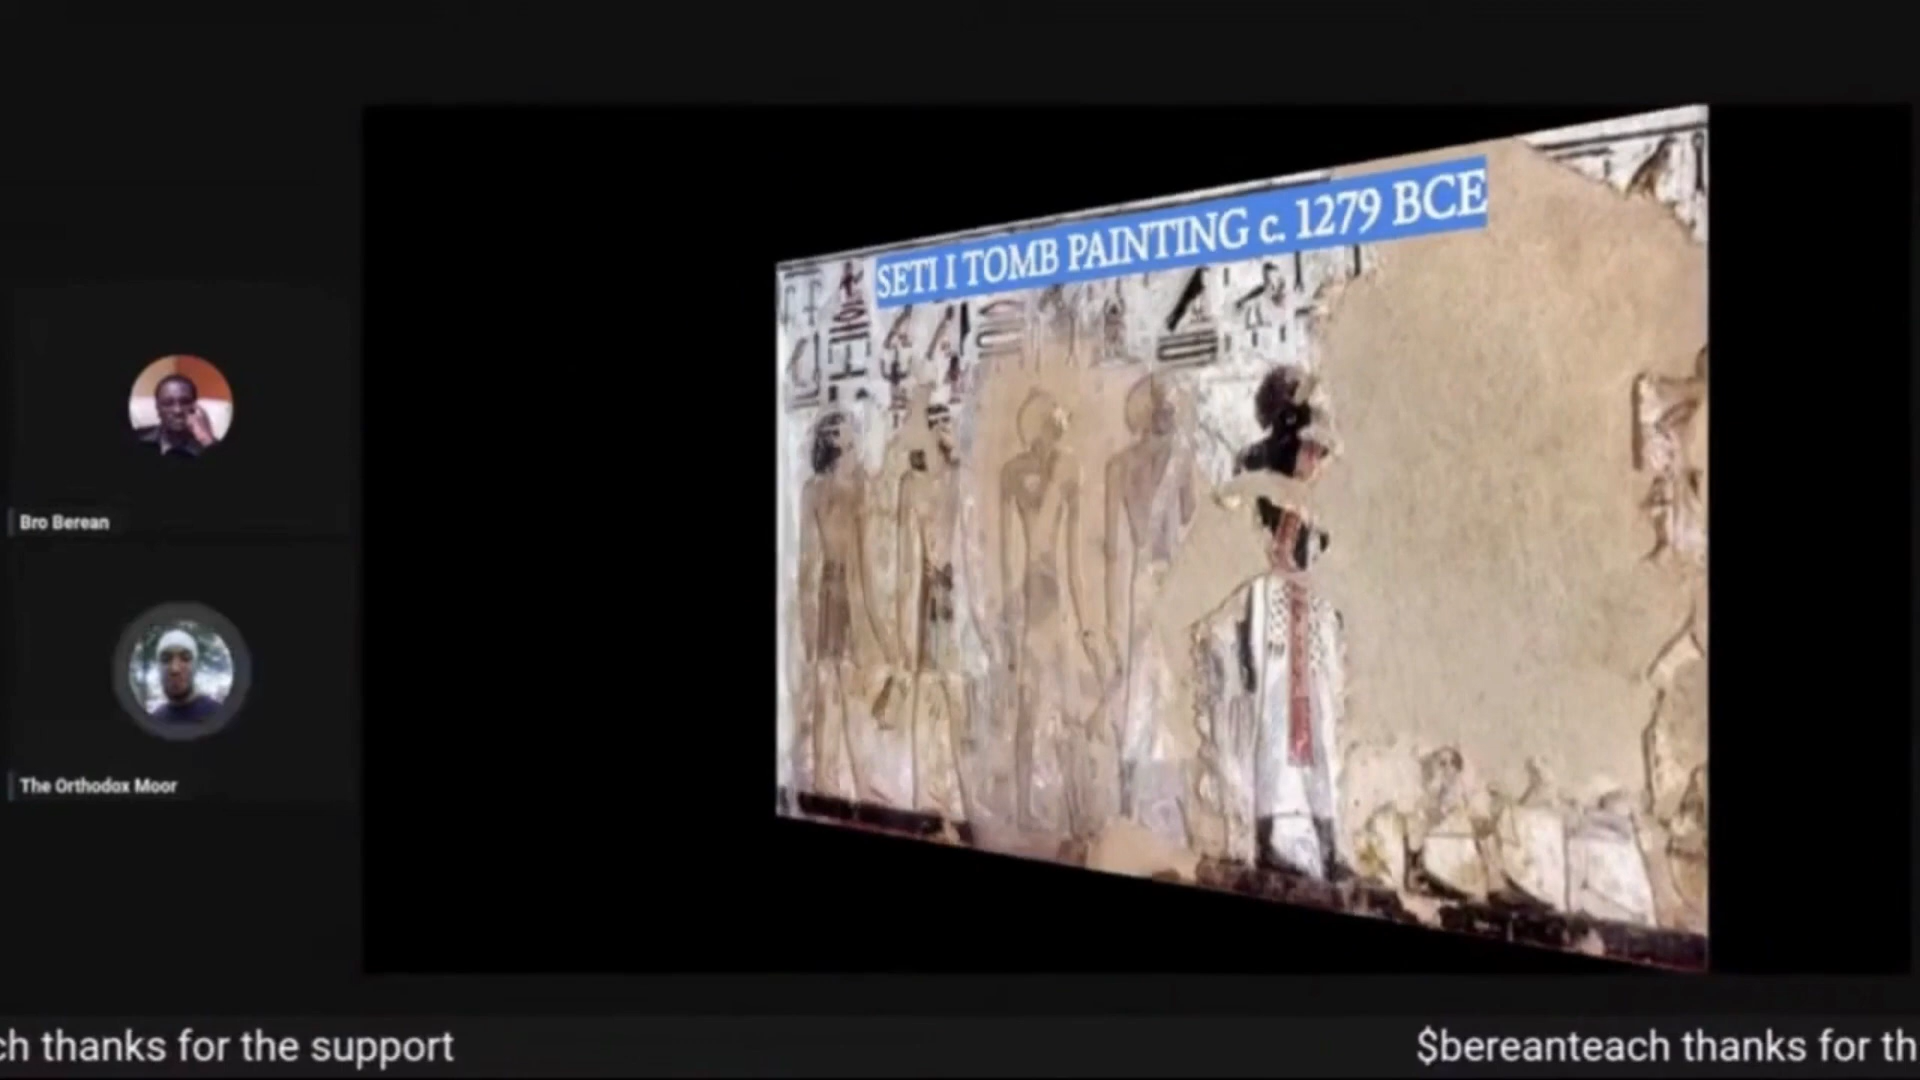 SETI I TOMB PAINTING c. 1279 BCE
Bro Berean
The Orthodox Moor
ch thanks for the support
$bereanteach thanks for th